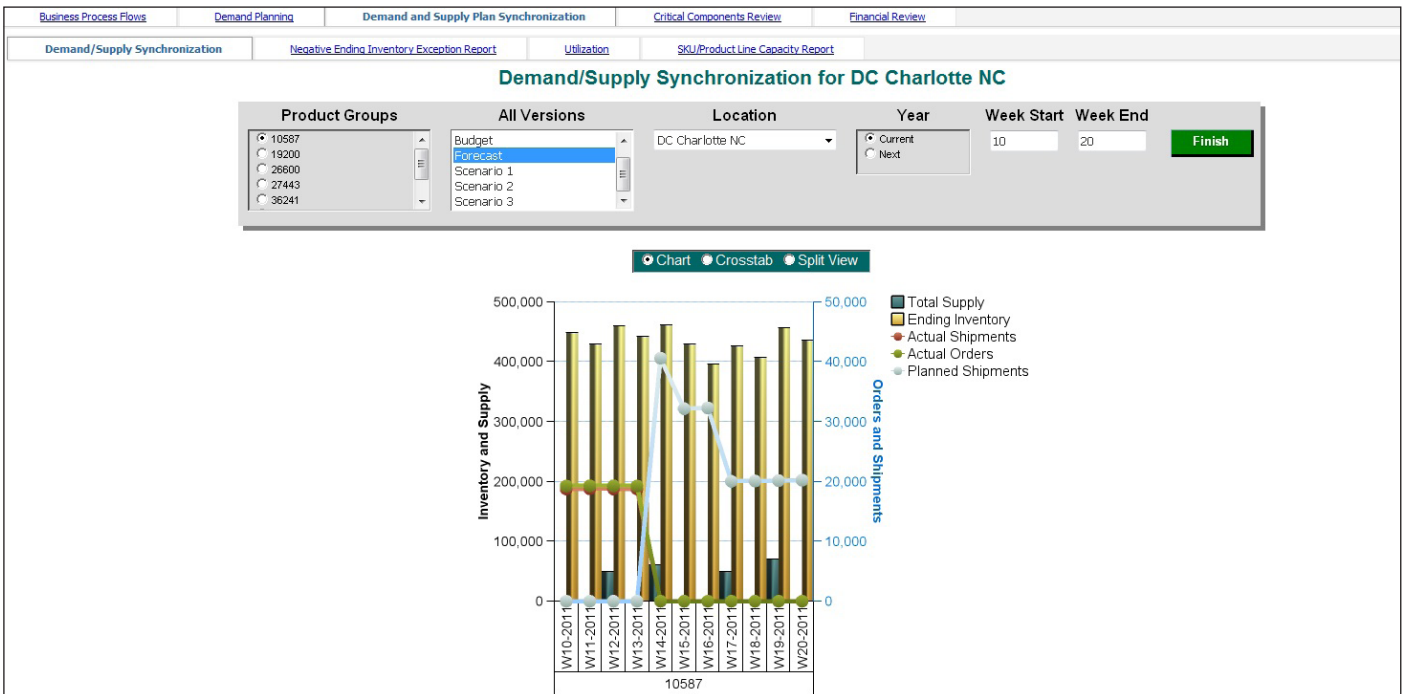 Business Process Flows Demand Planning Demand and Supply Plan Synchronization Critical Components Review Financial Review
Demand/Supply Synchronization Negative Ending Inventory Exception Report Utilization SKU/Product Line Capacity Report
Demand/Supply Synchronization for DC Charlotte NC
Product Groups All Versions Location Year Week Start Week End
10587
19200
26600
27443
36241
Budget
Forecast
Scenario 1
Scenario 2
Scenario 3
DC Charlotte NC
Current
Next
10
20
Finish
Chart Crosstab Split View
500,000
400,000
300,000
200,000
100,000
0
Inventory and Supply
50,000
40,000
30,000
20,000
10,000
0
Orders and Shipments
Total Supply
Ending Inventory
Actual Shipments
Actual Orders
Planned Shipments
W10-2011
W11-2011
W12-2011
W13-2011
W14-2011
W15-2011
W16-2011
W17-2011
W18-2011
W19-2011
W20-2011
10587